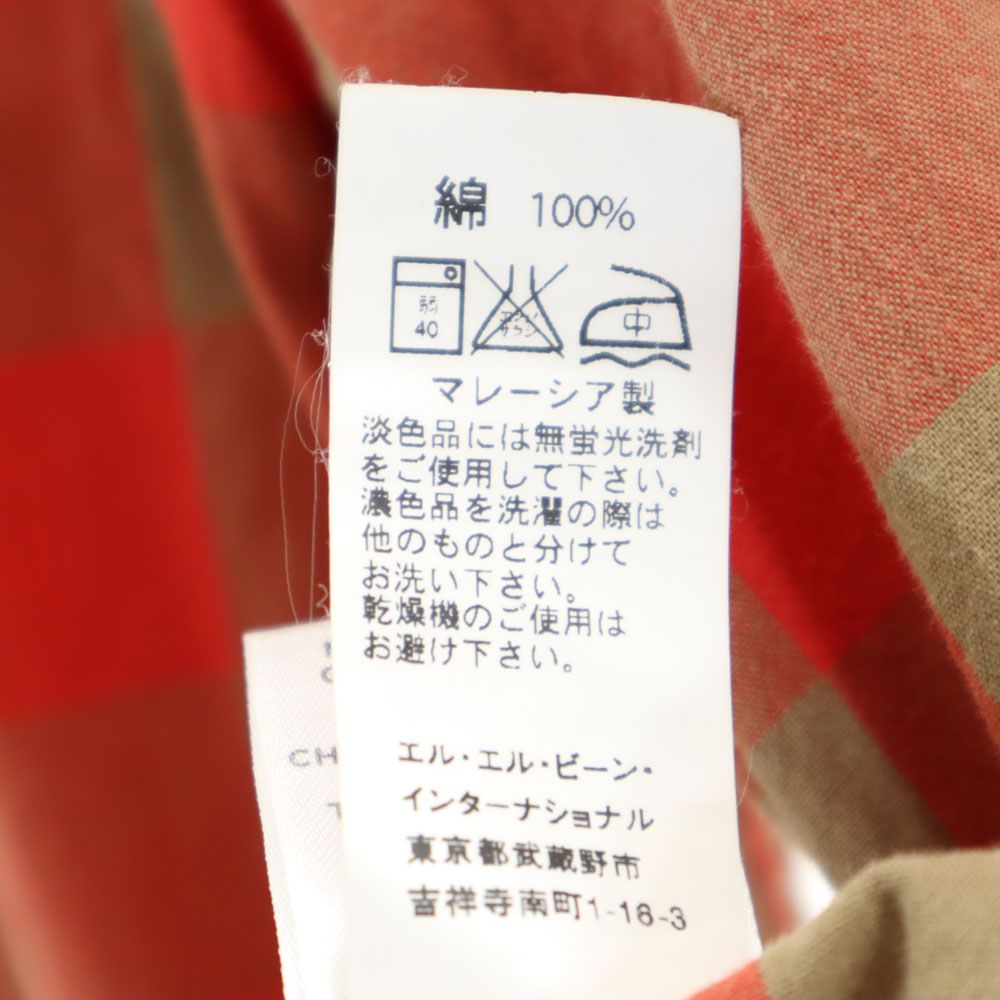 綿 100%
弱
40
エンソ
サラシ
中
マレーシア製
淡色品には無蛍光洗剤
をご使用して下さい。
濃色品を洗濯の際は
他のものと分けて
お洗い下さい。
乾燥機のご使用は
お避け下さい。
CH
エル・エル・ビーン・
インターナショナル
東京都武蔵野市
吉祥寺南町1-18-3